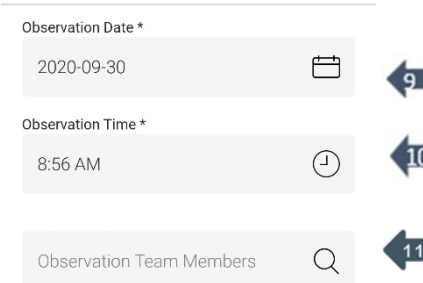 Observation Date *
2020-09-30
9
Observation Time *
8:56 AM
10
Observation Team Members
11